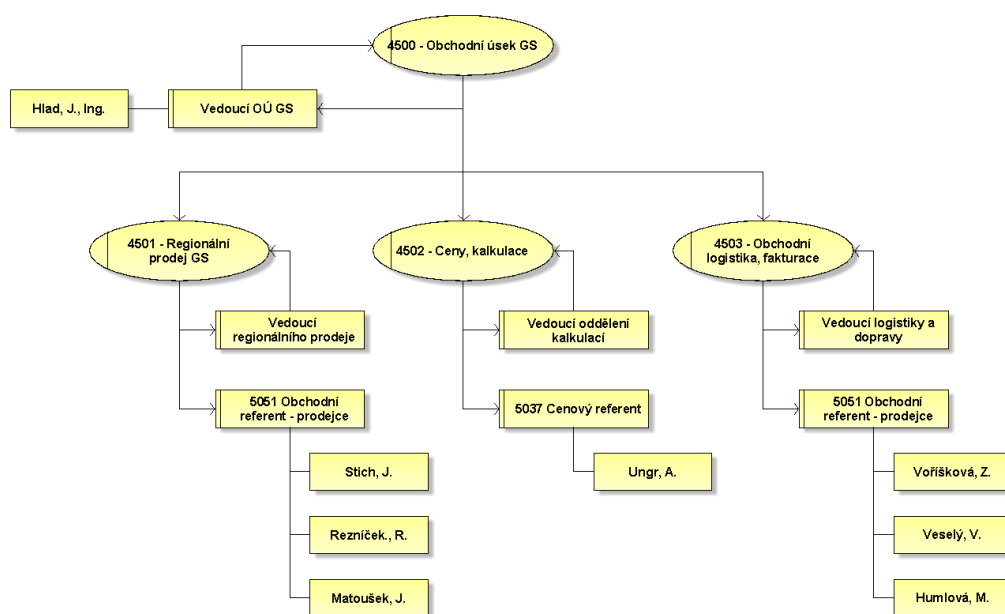 4500 - Obchodní úsek GS
Hlad, J., Ing.
Vedoucí OÚ GS
4501 - Regionální
prodej GS
4502 - Ceny, kalkulace
4503 - Obchodní
logistika, fakturace
Vedoucí
regionálního prodeje
Vedoucí oddělení
kalkulací
Vedoucí logistiky a
dopravy
5051 Obchodní
referent - prodejce
5037 Cenový referent
5051 Obchodní
referent - prodejce
Stich, J.
Ungr, A.
Voříšková, Z.
Rezníček., R.
Veselý, V.
Matoušek, J.
Humlová, M.